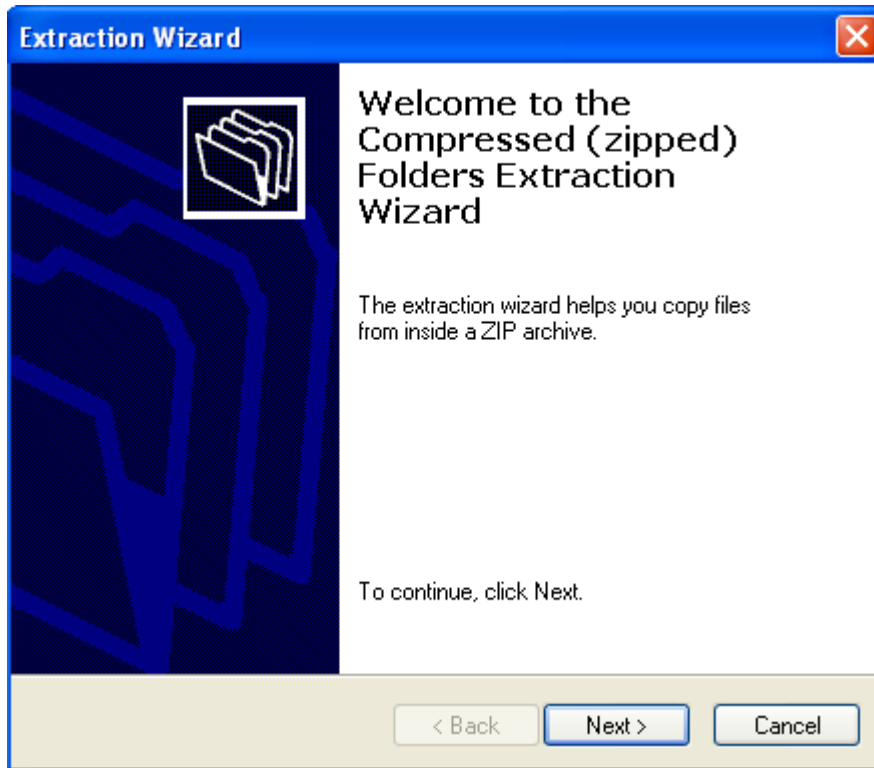 Extraction Wizard
Welcome to the
Compressed (zipped)
Folders Extraction
Wizard
The extraction wizard helps you copy files
from inside a ZIP archive.
To continue, click Next.
< Back
Next >
Cancel